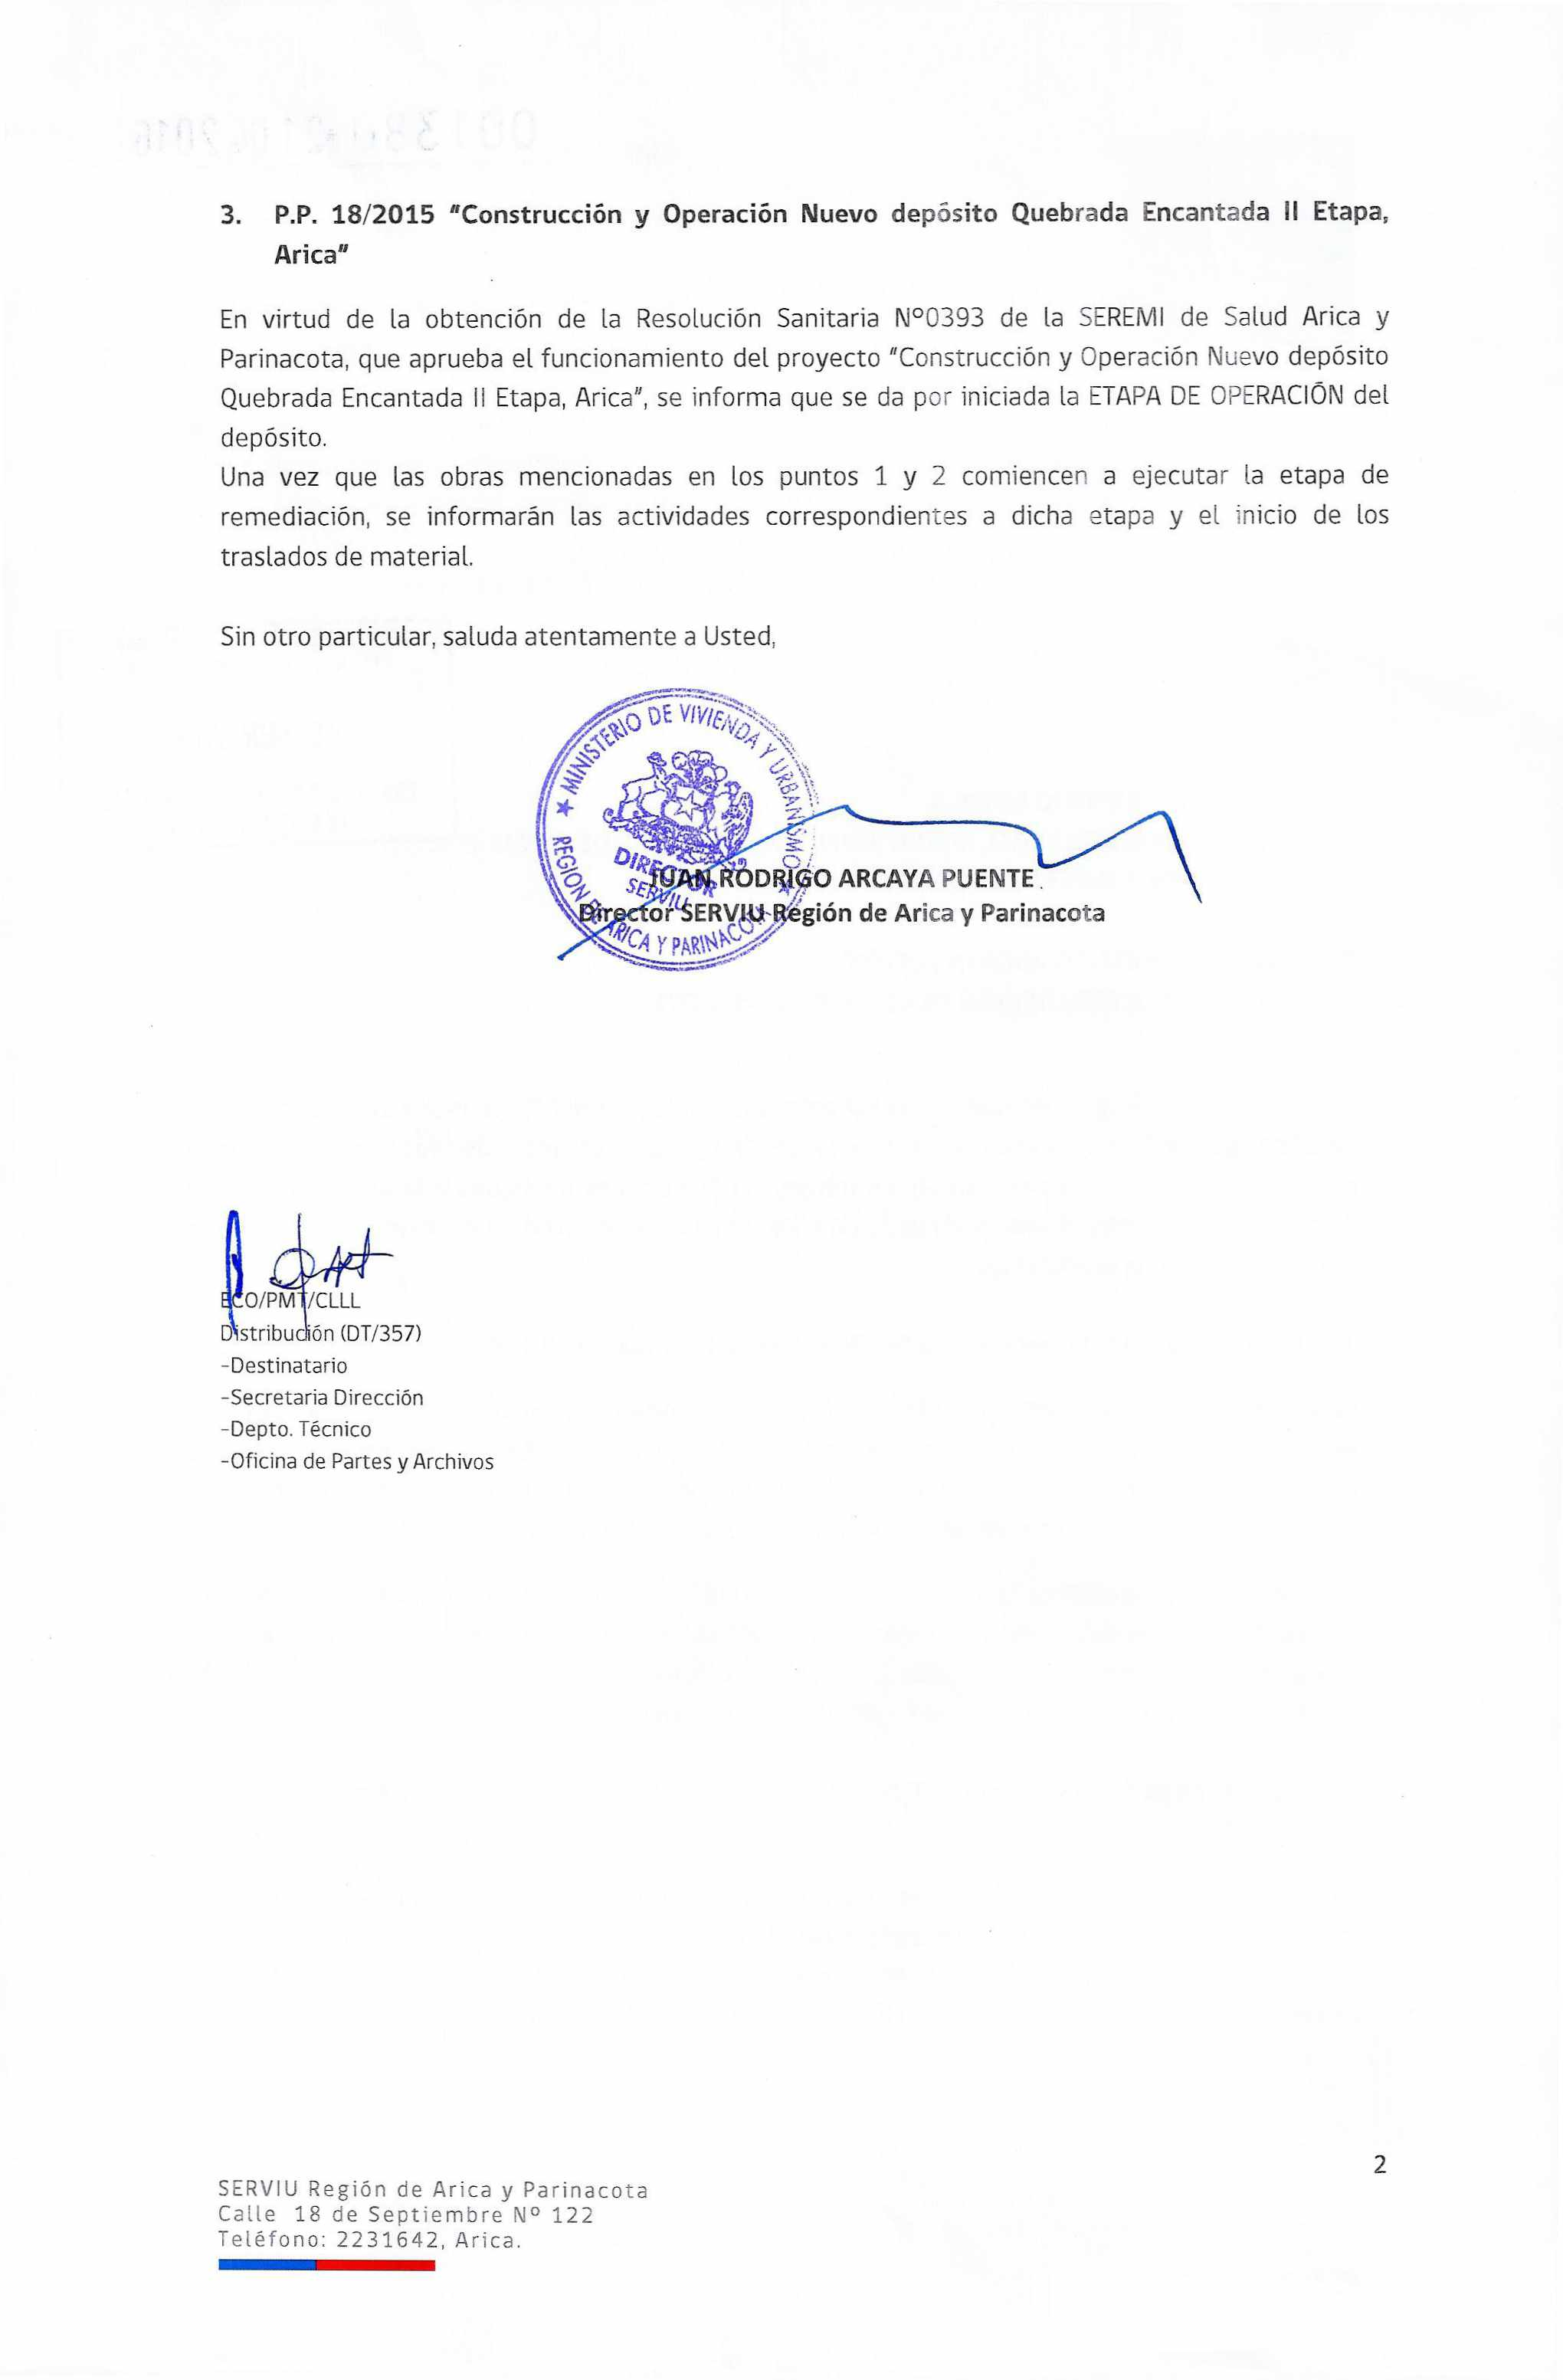 3. P.P. 18/2015 "Construcción y Operación Nuevo depósito Quebrada Encantada II Etapa,
Arica"
En virtud de la obtención de la Resolución Sanitaria N°0393 de la SEREMI de Salud Arica y
Parinacota, que aprueba el funcionamiento del proyecto "Construcción y Operación Nuevo depósito
Quebrada Encantada II Etapa, Arica", se informa que se da por iniciada la ETAPA DE OPERACIÓN del
depósito.
Una vez que las obras mencionadas en los puntos 1 y 2 comiencen a ejecutar la etapa de
remediación, se informarán las actividades correspondientes a dicha etapa y el inicio de los
traslados de material.
Sin otro particular, saluda atentamente a Usted,
★ MINISTERIO DE VIVIENDA Y URBANISMO ★
REGION DE ARICA Y PARINACOTA
DIRECTOR
SERVIU
JUAN RODRIGO ARCAYA PUENTE
Director SERVIU Región de Arica y Parinacota
ECO/PMT/CLLL
Distribución (DT/357)
-Destinatario
-Secretaria Dirección
-Depto. Técnico
-Oficina de Partes y Archivos
2
SERVIU Región de Arica y Parinacota
Calle 18 de Septiembre Nº 122
Teléfono: 2231642, Arica.